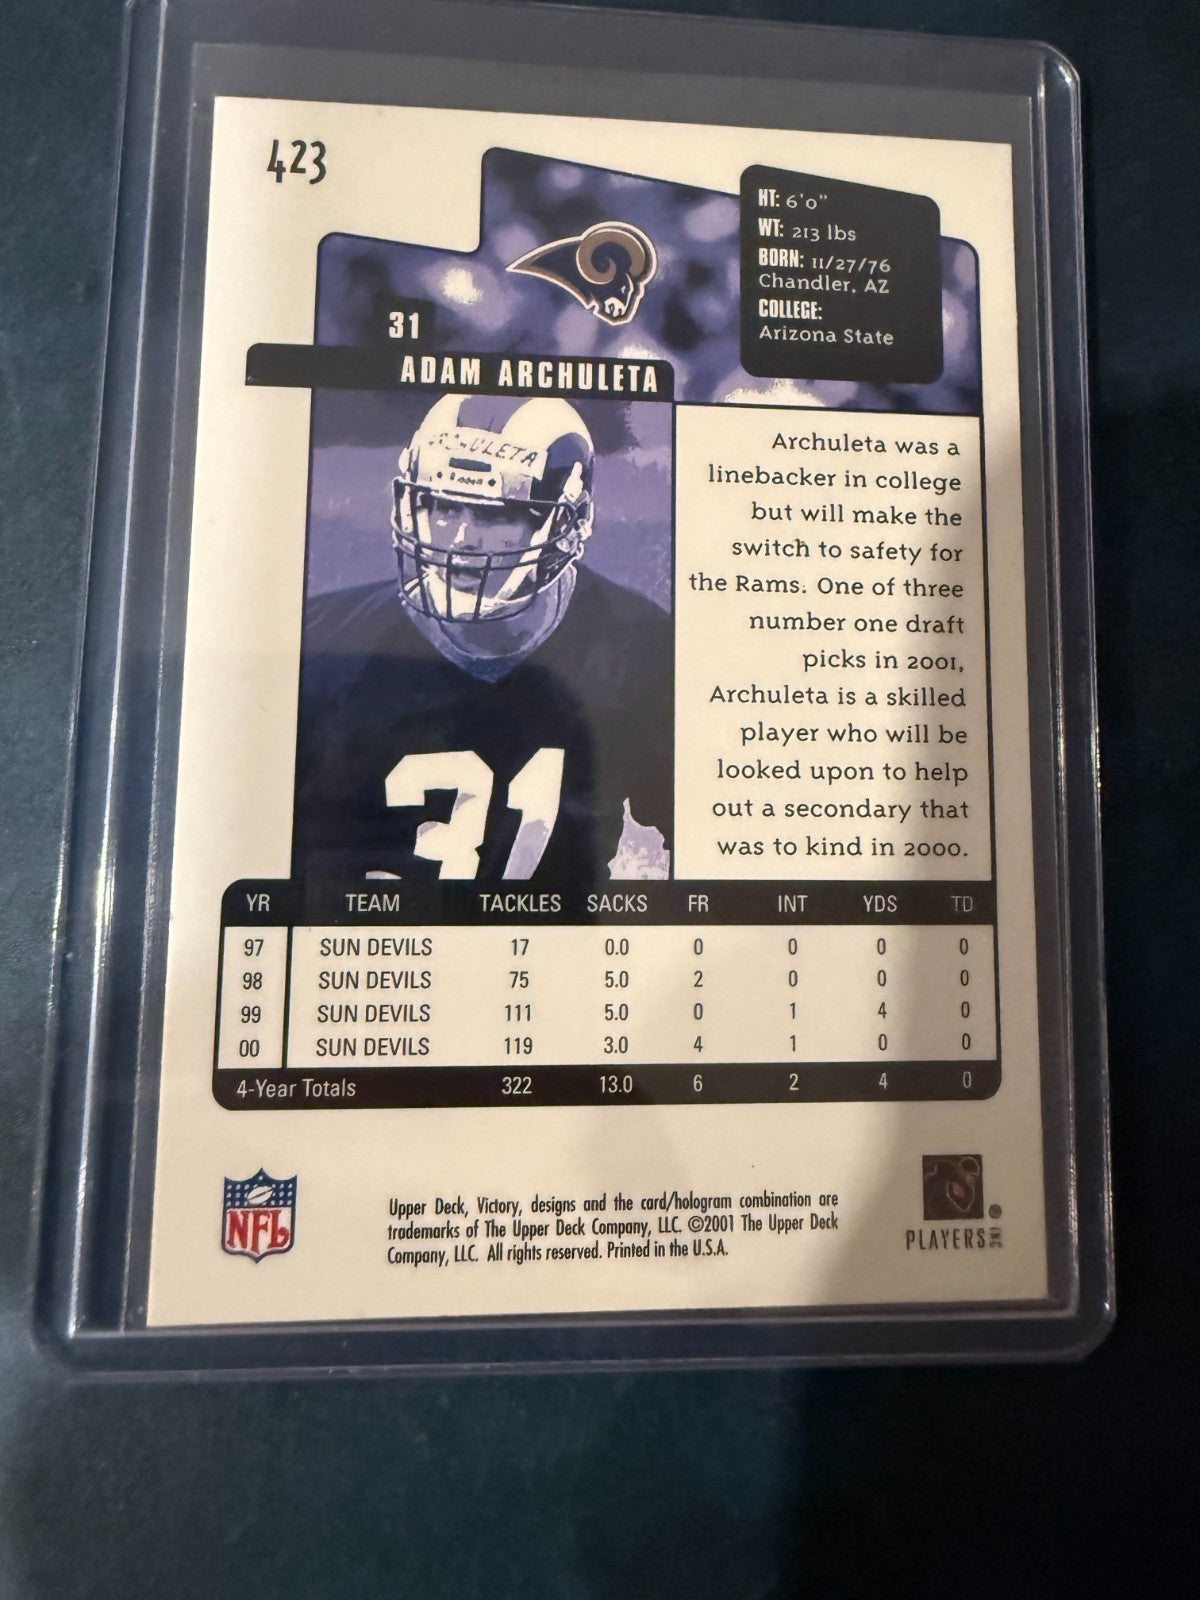 423
HT: 6'0"
WT: 213 lbs
BORN: 11/27/76
Chandler, AZ
COLLEGE:
Arizona State
31
ADAM ARCHULETA
ARCHULETA
Riddell
Archuleta was a
linebacker in college
but will make the
switch to safety for
the Rams. One of three
number one draft
picks in 2001,
Archuleta is a skilled
player who will be
looked upon to help
out a secondary that
was to kind in 2000.
31
YR TEAM TACKLES SACKS FR INT YDS TD
97 SUN DEVILS 17 0.0 0 0 0 0
98 SUN DEVILS 75 5.0 2 0 0 0
99 SUN DEVILS 111 5.0 0 1 4 0
00 SUN DEVILS 119 3.0 4 1 0 0
4-Year Totals 322 13.0 6 2 4 0
NFL
Upper Deck, Victory, designs and the card/hologram combination are
trademarks of The Upper Deck Company, LLC. ©2001 The Upper Deck
Company, LLC. All rights reserved. Printed in the U.S.A.
PLAYERS INC